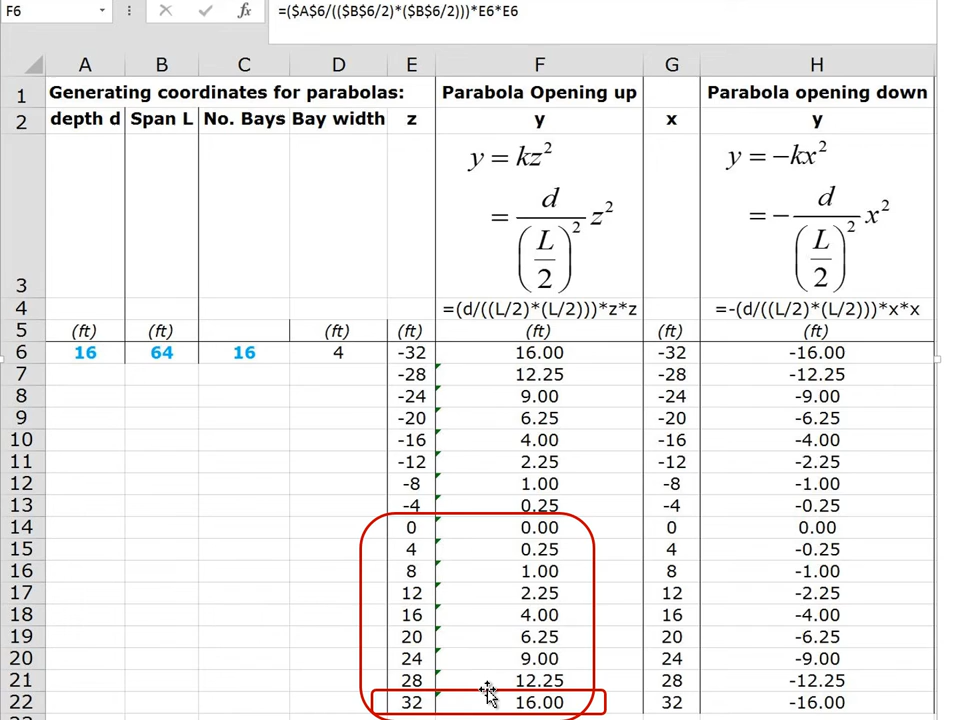 F6 fx =($A$6/(($B$6/2)*($B$6/2)))*E6*E6
A B C D E F G H
1 Generating coordinates for parabolas: Parabola Opening up Parabola opening down
2 depth d Span L No. Bays Bay width z y x y
y = kz² y = -kx²
= d / (L/2)² z² = - d / (L/2)² x²
3
4 =(d/((L/2)*(L/2)))*z*z =-(d/((L/2)*(L/2)))*x*x
5 (ft) (ft) (ft) (ft) (ft) (ft) (ft)
6 16 64 16 4 -32 16.00 -32 -16.00
7 -28 12.25 -28 -12.25
8 -24 9.00 -24 -9.00
9 -20 6.25 -20 -6.25
10 -16 4.00 -16 -4.00
11 -12 2.25 -12 -2.25
12 -8 1.00 -8 -1.00
13 -4 0.25 -4 -0.25
14 0 0.00 0 0.00
15 4 0.25 4 -0.25
16 8 1.00 8 -1.00
17 12 2.25 12 -2.25
18 16 4.00 16 -4.00
19 20 6.25 20 -6.25
20 24 9.00 24 -9.00
21 28 12.25 28 -12.25
22 32 16.00 32 -16.00